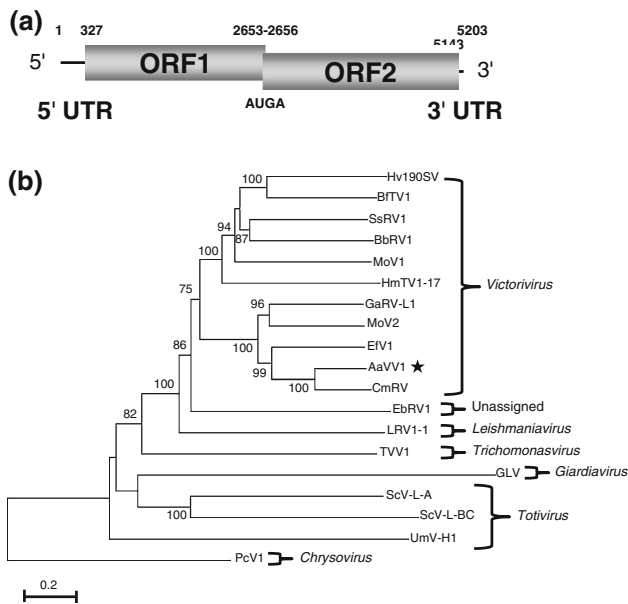 (a)
1 327 2653-2656 5143 5203
5' ORF1 ORF2 3'
AUGA
5' UTR 3' UTR
(b)
100 Hv190SV
BfTV1
SsRV1
94
87 BbRV1
100 MoV1
HmTV1-17 Victorivirus
75 96 GaRV-L1
MoV2
100 EfV1
86 99 AaVV1
100 CmRV
100 EbRV1 Unassigned
82 LRV1-1 Leishmaniavirus
TVV1 Trichomonasvirus
GLV Giardiavirus
ScV-L-A
100 ScV-L-BC Totivirus
UmV-H1
PcV1 Chrysovirus
0.2